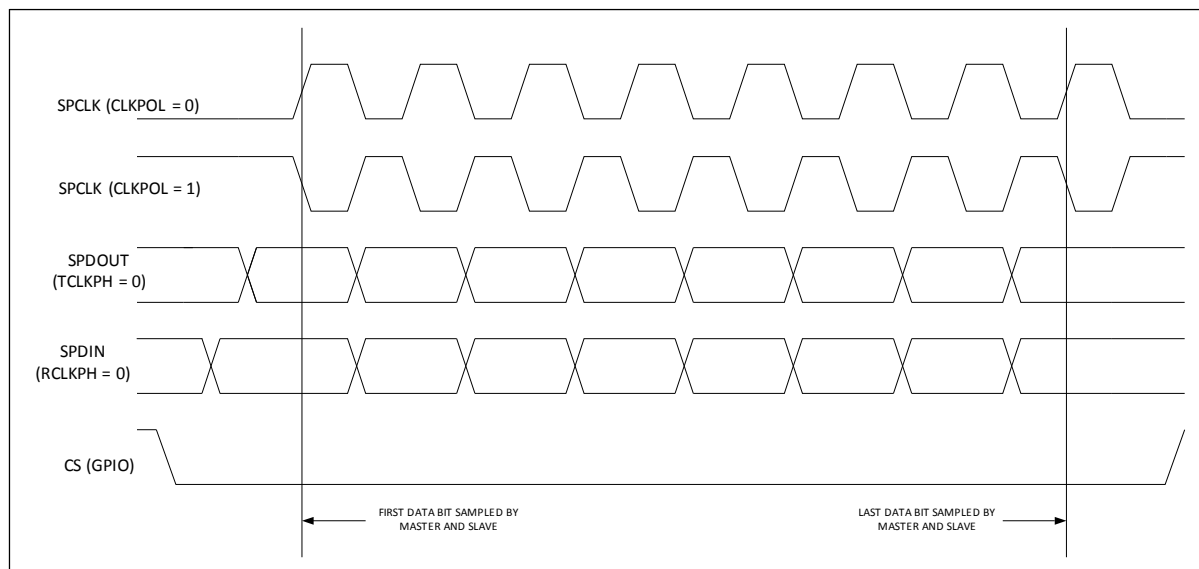 SPCLK (CLKPOL = 0)
SPCLK (CLKPOL = 1)
SPDOUT
(TCLKPH = 0)
SPDIN
(RCLKPH = 0)
CS (GPIO)
FIRST DATA BIT SAMPLED BY
MASTER AND SLAVE
LAST DATA BIT SAMPLED BY
MASTER AND SLAVE